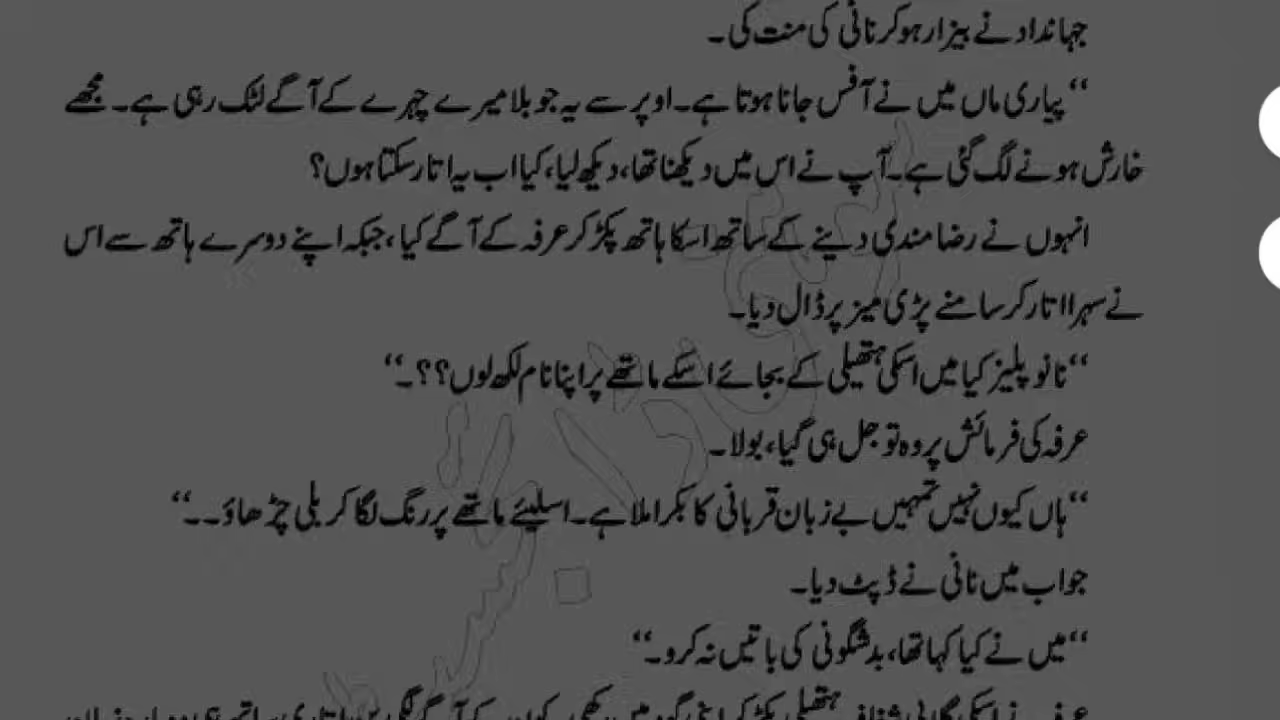 جہانداد نے بیزار ہو کر نانی کی منت کی۔
“پیاری ماں میں نے آفس جانا ہوتا ہے۔ اوپر سے یہ جو بلا میرے چہرے کے آگے لٹک رہی ہے۔ مجھے
خارش ہونے لگ گئی ہے۔ آپ نے اس میں دیکھنا تھا، دیکھ لیا، کیا اب یہ اتار سکتا ہوں؟
انہوں نے رضامندی دینے کے ساتھ اسکا ہاتھ پکڑ کر عرفہ کے آگے کیا، جبکہ اپنے دوسرے ہاتھ سے اس
نے سہرا اتار کر سامنے پڑی میز پر ڈال دیا۔
“نانو پلیز کیا میں اسکی ہتھیلی کے بجائے اسکے ماتھے پر اپنا نام لکھ لوں؟؟۔“
عرفہ کی فرمائش پر وہ تو جل ہی گیا، بولا۔
“ہاں کیوں نہیں تمہیں بے زبان قربانی کا بکرا ملا ہے۔ اسلیئے ماتھے پر رنگ لگا کر بلی چڑھاؤ۔۔“
جواب میں نانی نے ڈپٹ دیا۔
“میں نے کیا کہا تھا، بدشگونی کی باتیں نہ کرو۔“